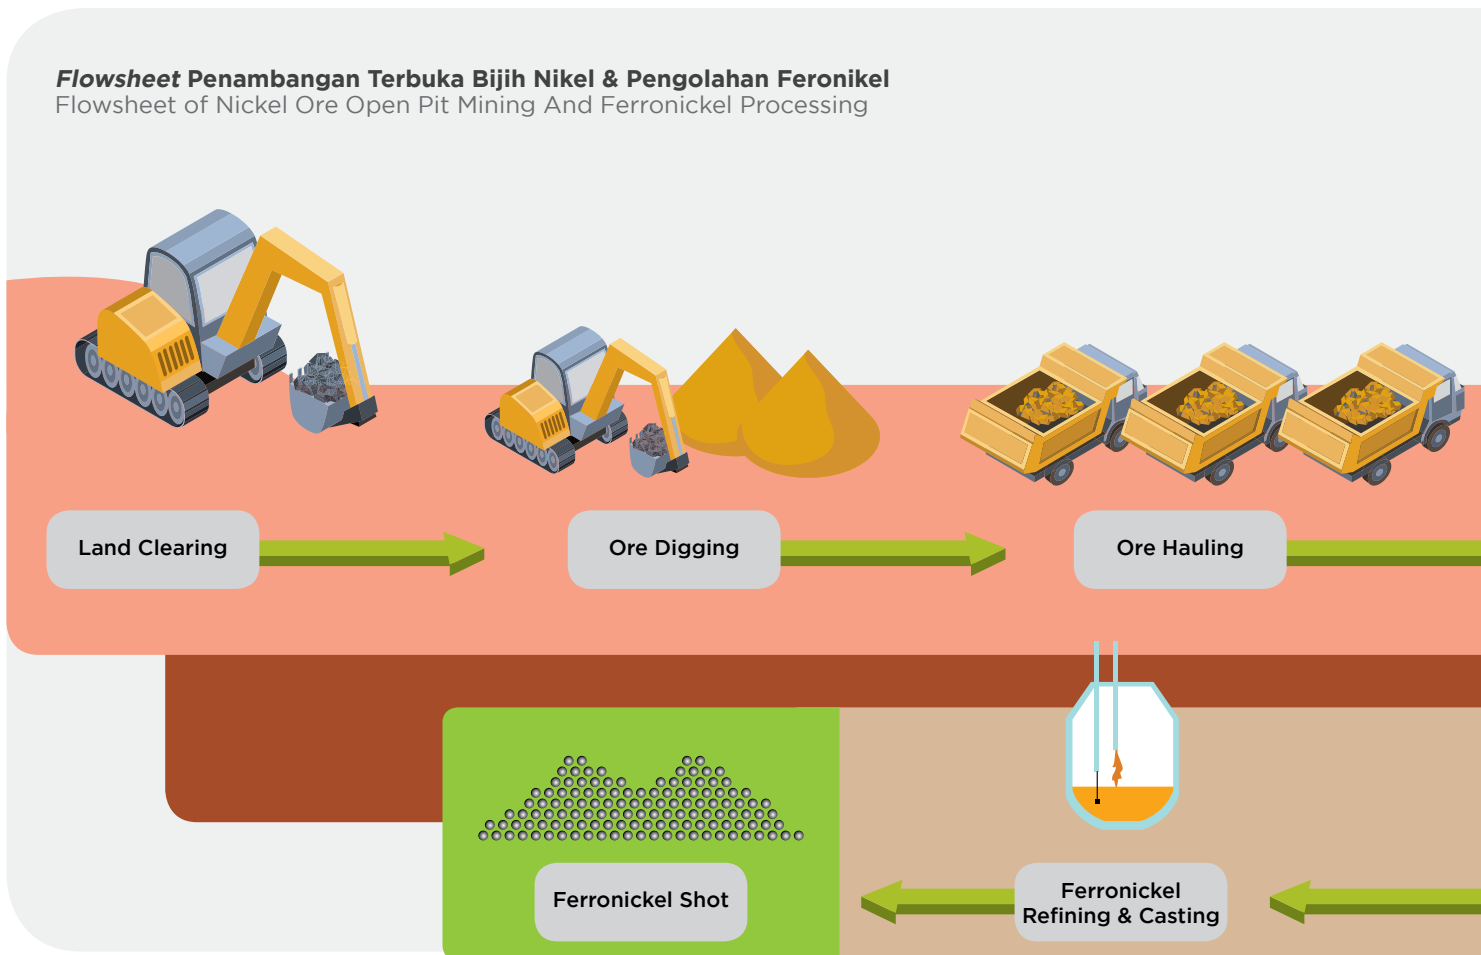 Flowsheet Penambangan Terbuka Bijih Nikel & Pengolahan Feronikel
Flowsheet of Nickel Ore Open Pit Mining And Ferronickel Processing
Land Clearing
Ore Digging
Ore Hauling
Ferronickel Shot
Ferronickel
Refining & Casting